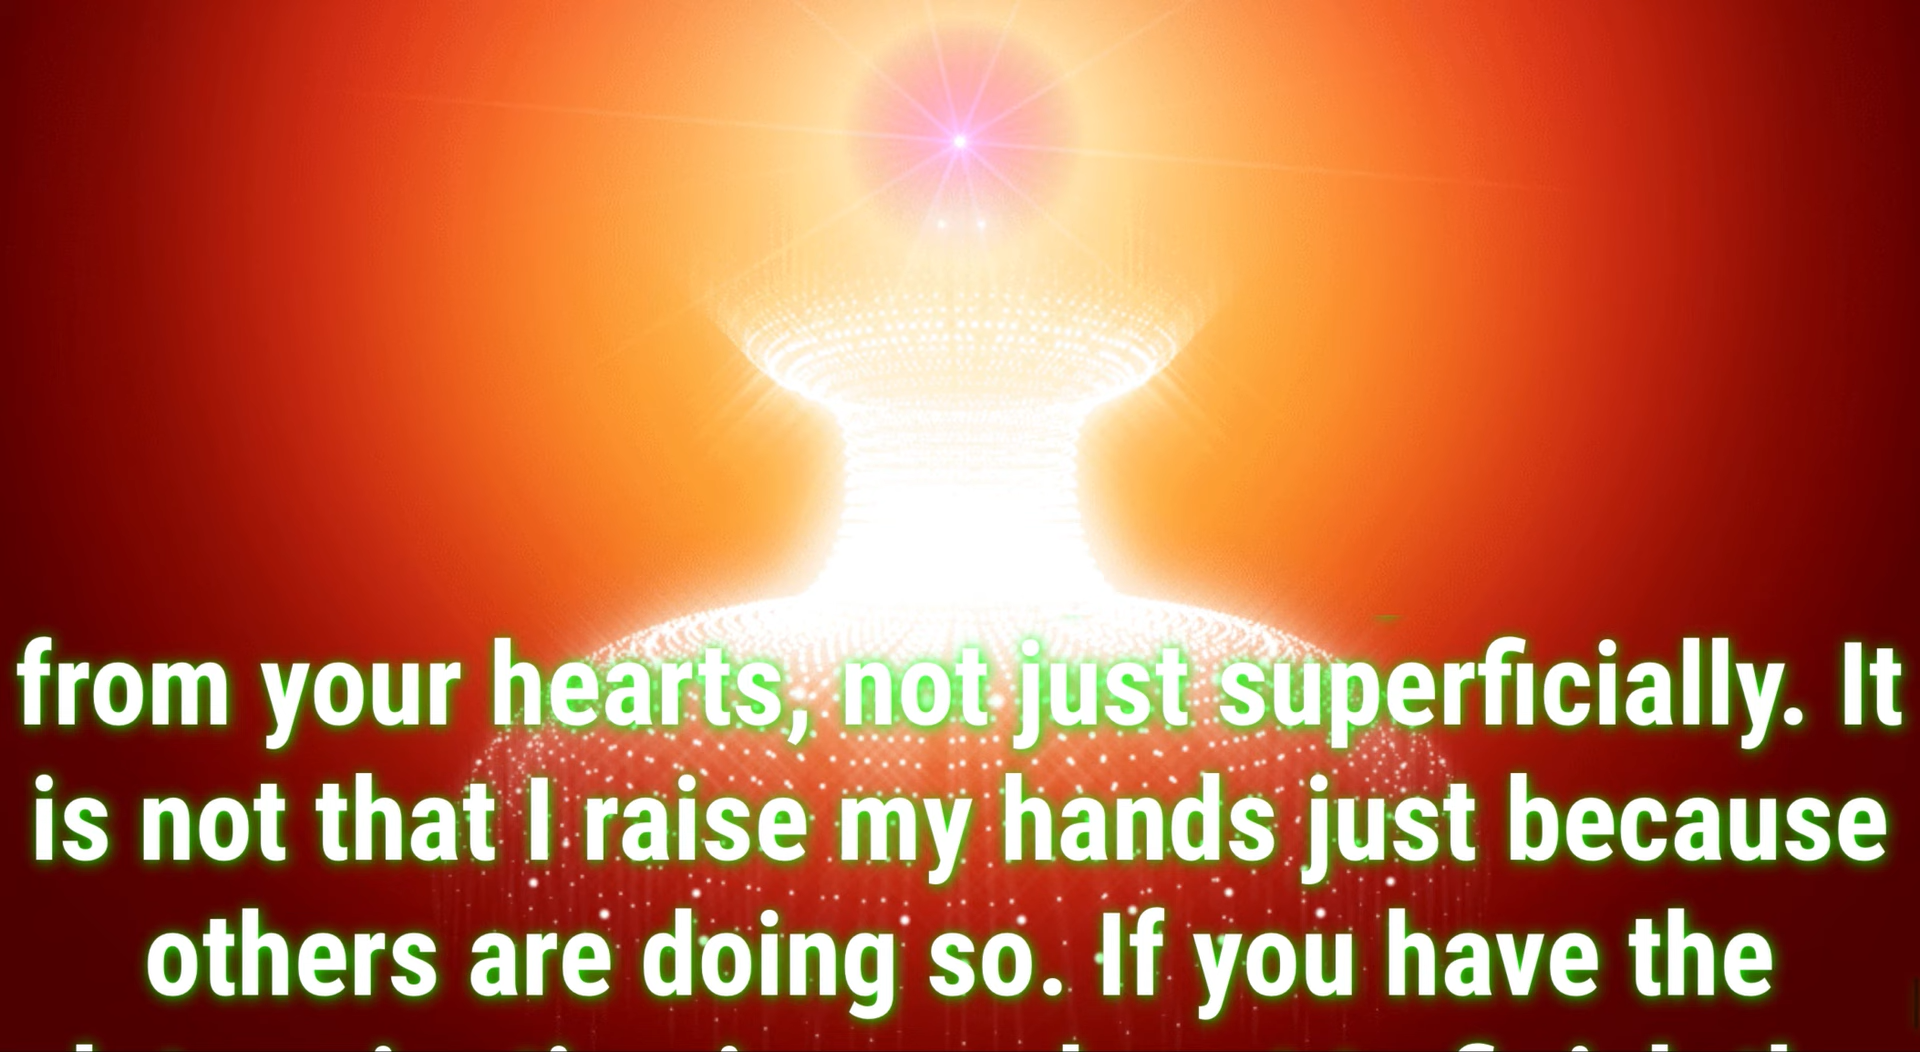 from your hearts, not just superficially. It
is not that I raise my hands just because
others are doing so. If you have the